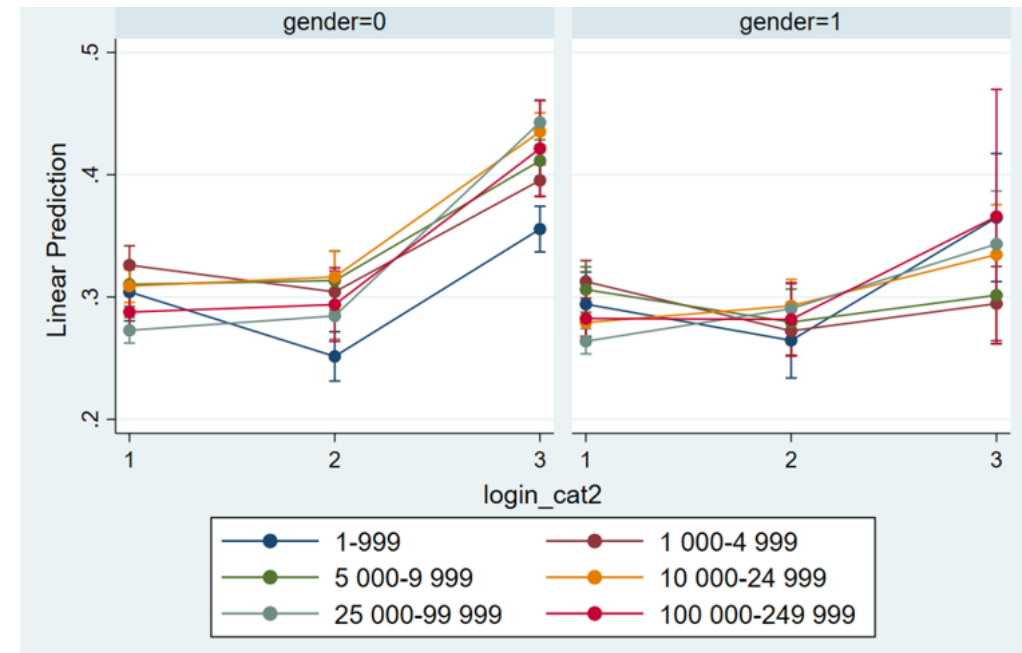 gender=0 gender=1
.5
.4
.3
.2
Linear Prediction
1 2 3 1 2 3
login_cat2
1-999 1 000-4 999
5 000-9 999 10 000-24 999
25 000-99 999 100 000-249 999